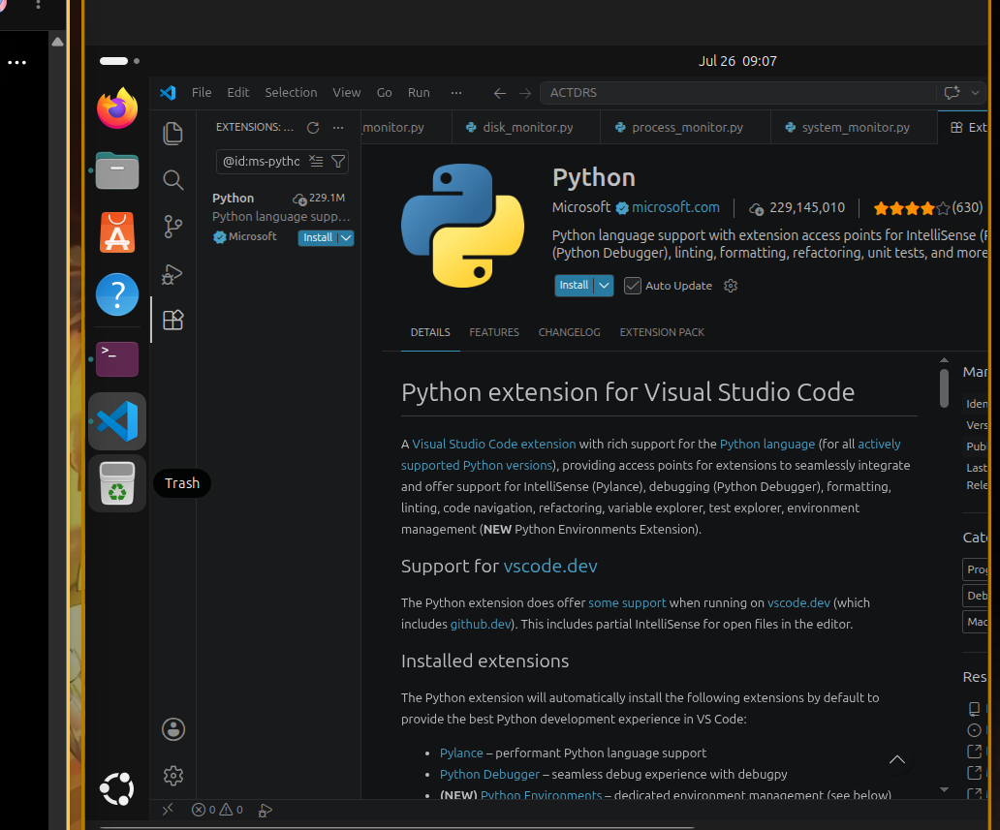 Jul 26 09:07
File Edit Selection View Go Run ···
ACTDRS
EXTENSIONS: ...
_monitor.py
disk_monitor.py
process_monitor.py
system_monitor.py
Ext
@id:ms-pythc
Python 229.1M
Python language supp...
Microsoft Install
Python
Microsoft microsoft.com 229,145,010 (630)
Python language support with extension access points for IntelliSense (P
(Python Debugger), linting, formatting, refactoring, unit tests, and more
Install Auto Update
DETAILS FEATURES CHANGELOG EXTENSION PACK
Python extension for Visual Studio Code
A Visual Studio Code extension with rich support for the Python language (for all actively
supported Python versions), providing access points for extensions to seamlessly integrate
and offer support for IntelliSense (Pylance), debugging (Python Debugger), formatting,
linting, code navigation, refactoring, variable explorer, test explorer, environment
management (NEW Python Environments Extension).
Support for vscode.dev
The Python extension does offer some support when running on vscode.dev (which
includes github.dev). This includes partial IntelliSense for open files in the editor.
Installed extensions
The Python extension will automatically install the following extensions by default to
provide the best Python development experience in VS Code:
• Pylance – performant Python language support
• Python Debugger – seamless debug experience with debugpy
• (NEW) Python Environments – dedicated environment management (see below)
Mar
Iden
Vers
Publ
Last
Rele
Cate
Prog
Deb
Mac
Res
Trash
0 0